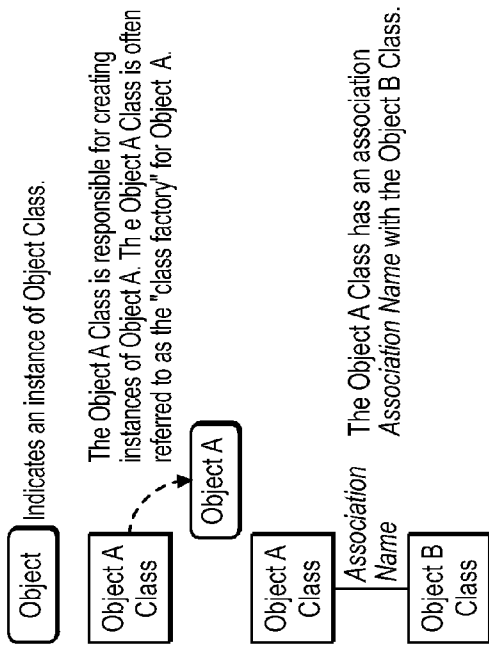 Object
Indicates an instance of Object Class.
Object A
Class
Object A
The Object A Class is responsible for creating
instances of Object A. Th e Object A Class is often
referred to as the "class factory" for Object A.
Object A
Class
Association
Name
Object B
Class
The Object A Class has an association
Association Name with the Object B Class.